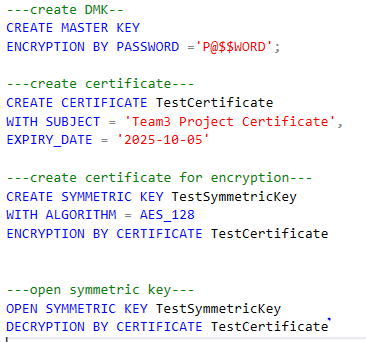 ---create DMK--
CREATE MASTER KEY
ENCRYPTION BY PASSWORD ='P@$$WORD';
---create certificate---
CREATE CERTIFICATE TestCertificate
WITH SUBJECT = 'Team3 Project Certificate',
EXPIRY_DATE = '2025-10-05'
---create certificate for encryption---
CREATE SYMMETRIC KEY TestSymmetricKey
WITH ALGORITHM = AES_128
ENCRYPTION BY CERTIFICATE TestCertificate
---open symmetric key---
OPEN SYMMETRIC KEY TestSymmetricKey
DECRYPTION BY CERTIFICATE TestCertificate